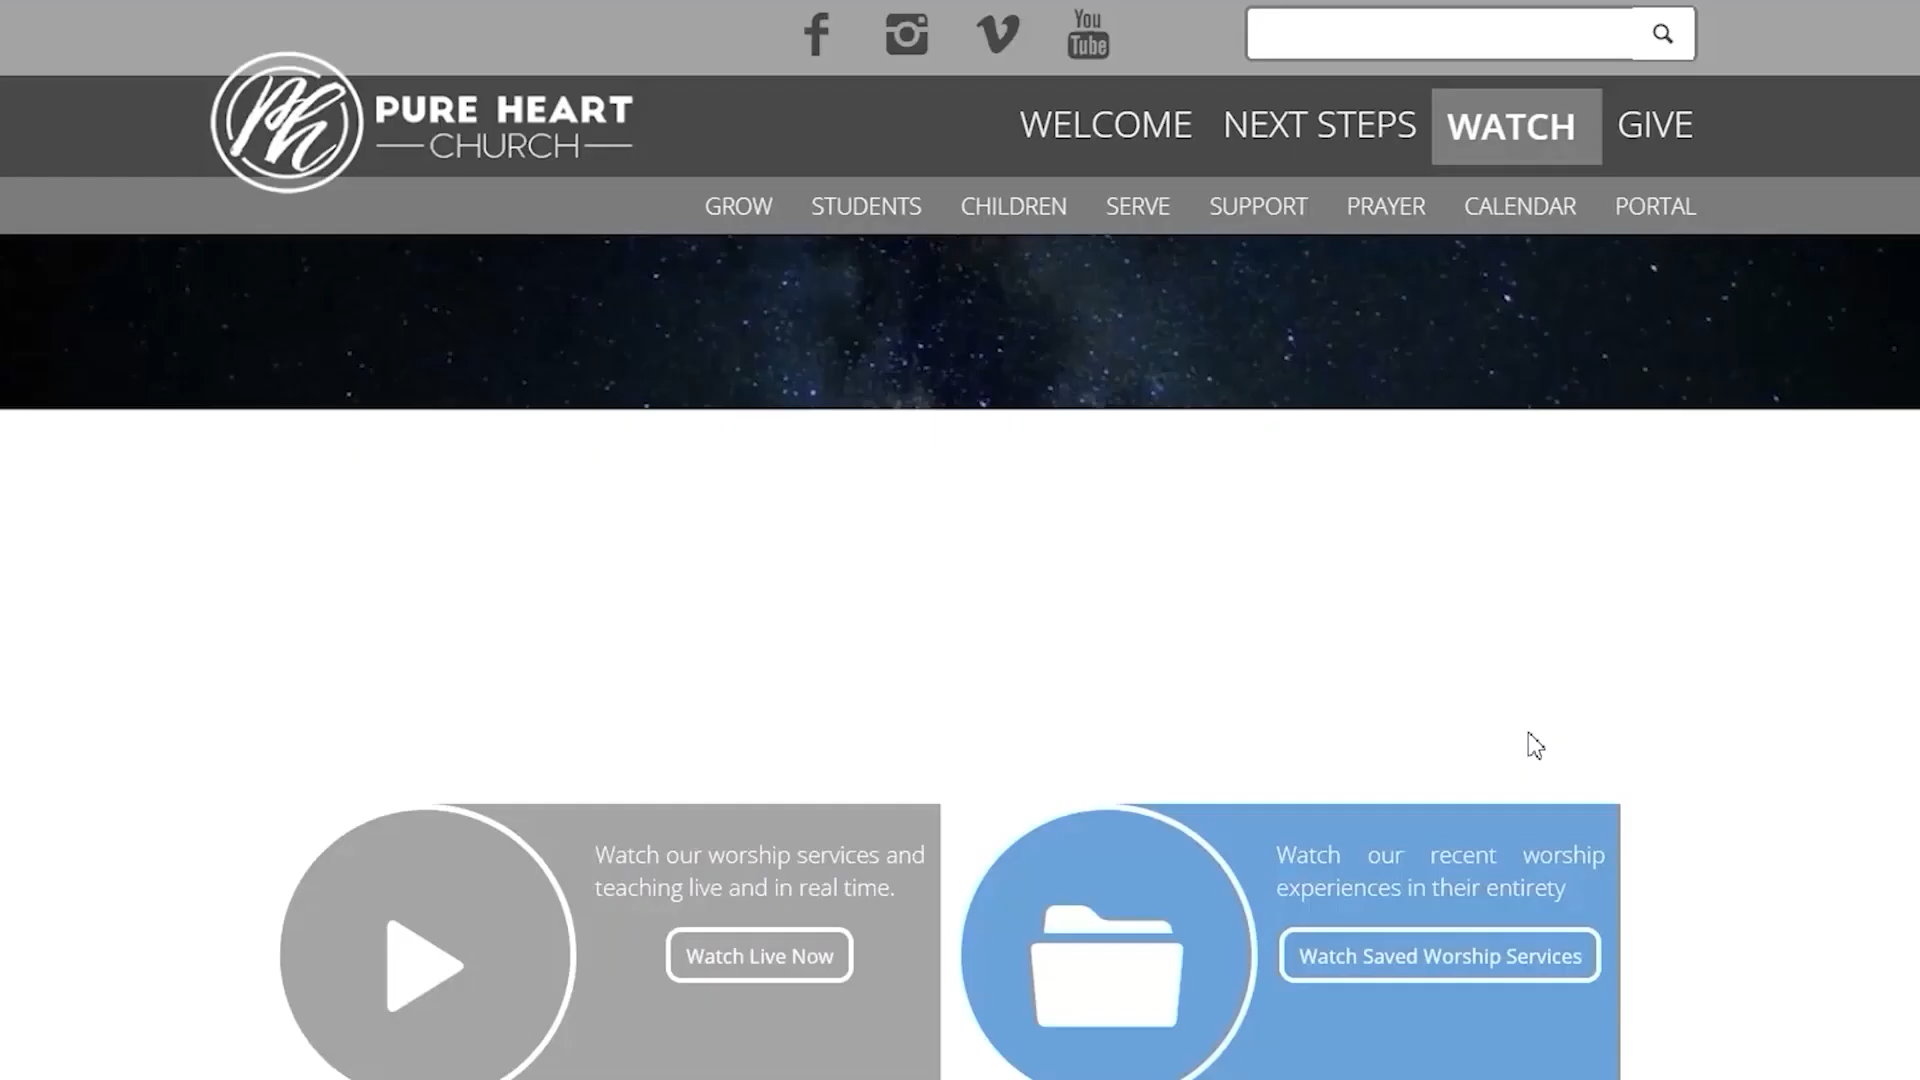 You
Tube
PURE HEART
CHURCH
WELCOME NEXT STEPS WATCH GIVE
GROW STUDENTS CHILDREN SERVE SUPPORT PRAYER CALENDAR PORTAL
Watch our worship services and
teaching live and in real time.
Watch Live Now
Watch our recent worship
experiences in their entirety
Watch Saved Worship Services